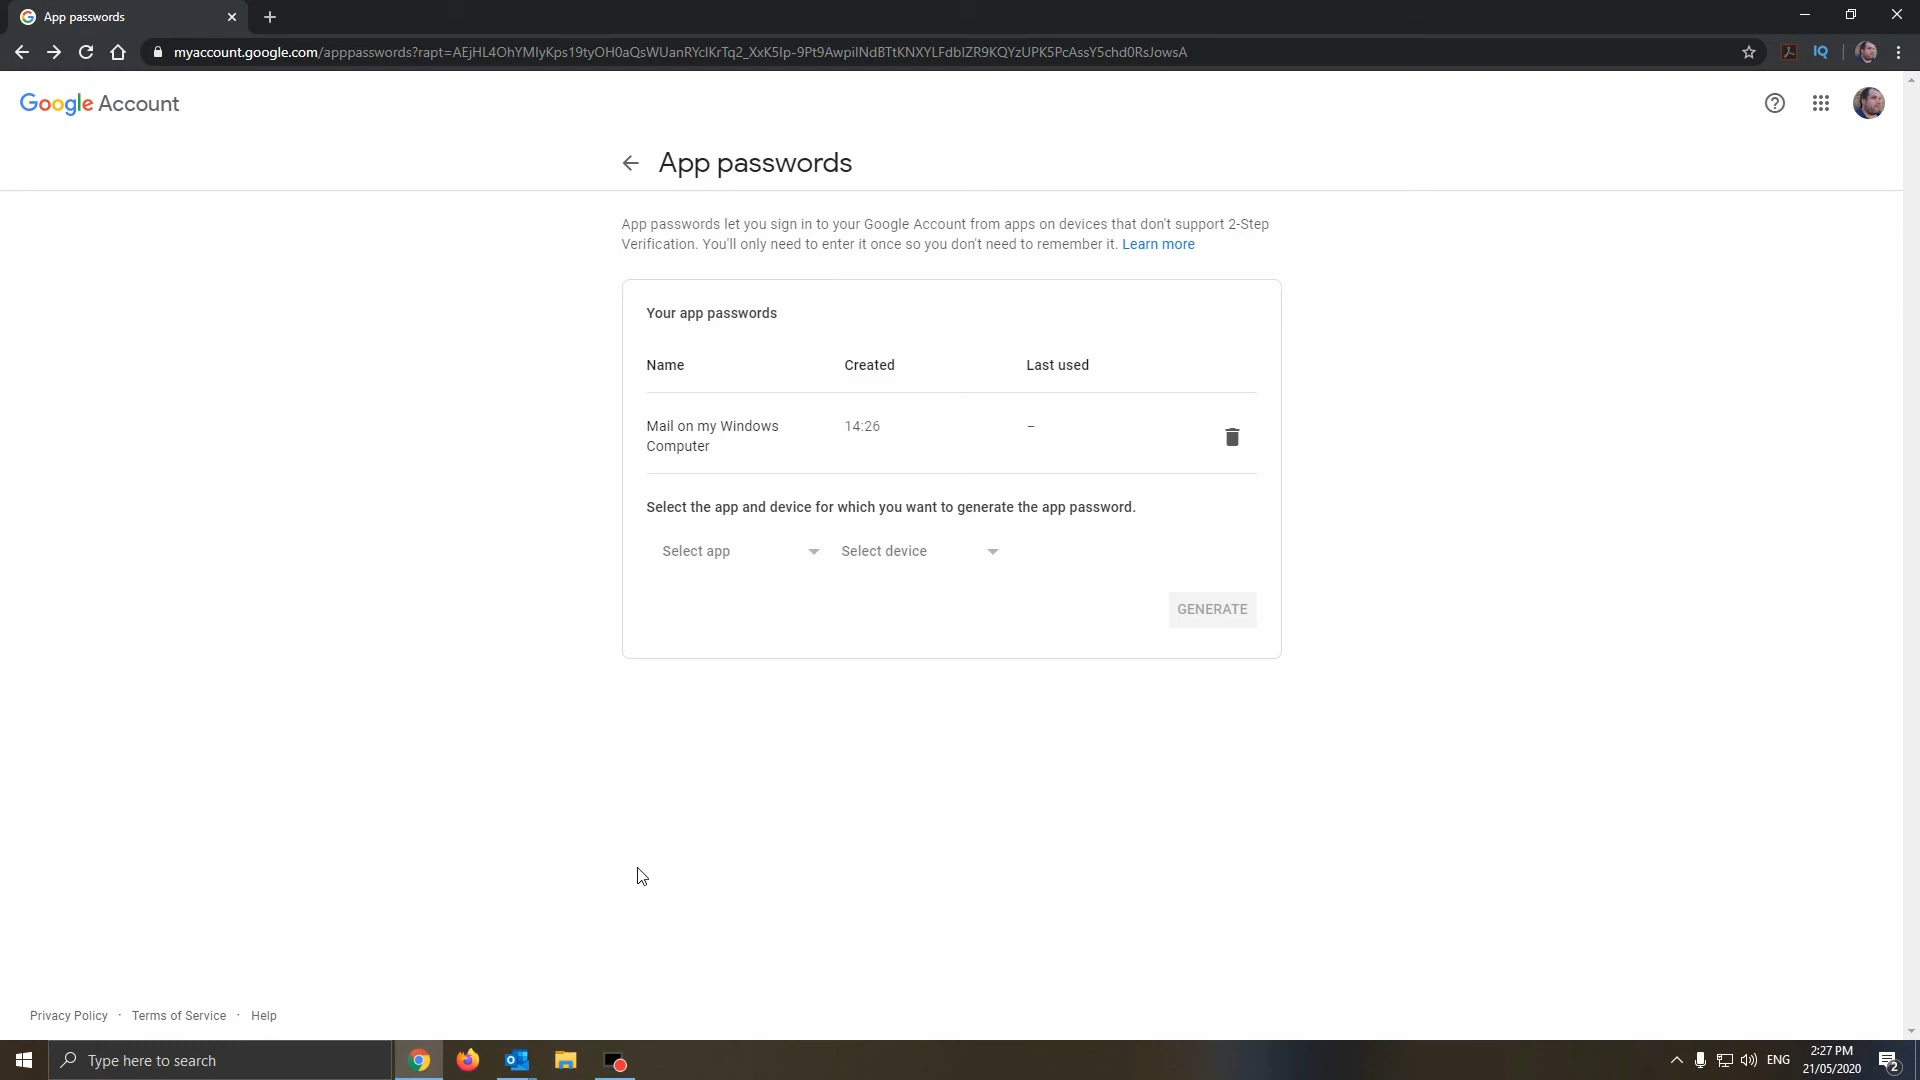 App passwords
myaccount.google.com/apppasswords?rapt=AEjHL4OhYMIyKps19tyOH0aQsWUanRYclKrTq2_XxK5Ip-9Pt9AwpilNdBTtKNXYLFdbIZR9KQYzUPK5PcAssY5chd0RsJowsA
IQ
Google Account
App passwords
App passwords let you sign in to your Google Account from apps on devices that don't support 2-Step
Verification. You'll only need to enter it once so you don't need to remember it. Learn more
Your app passwords
Name Created Last used
Mail on my Windows 14:26 –
Computer
Select the app and device for which you want to generate the app password.
Select app Select device
GENERATE
Privacy Policy · Terms of Service · Help
Type here to search
ENG
2:27 PM
21/05/2020
2